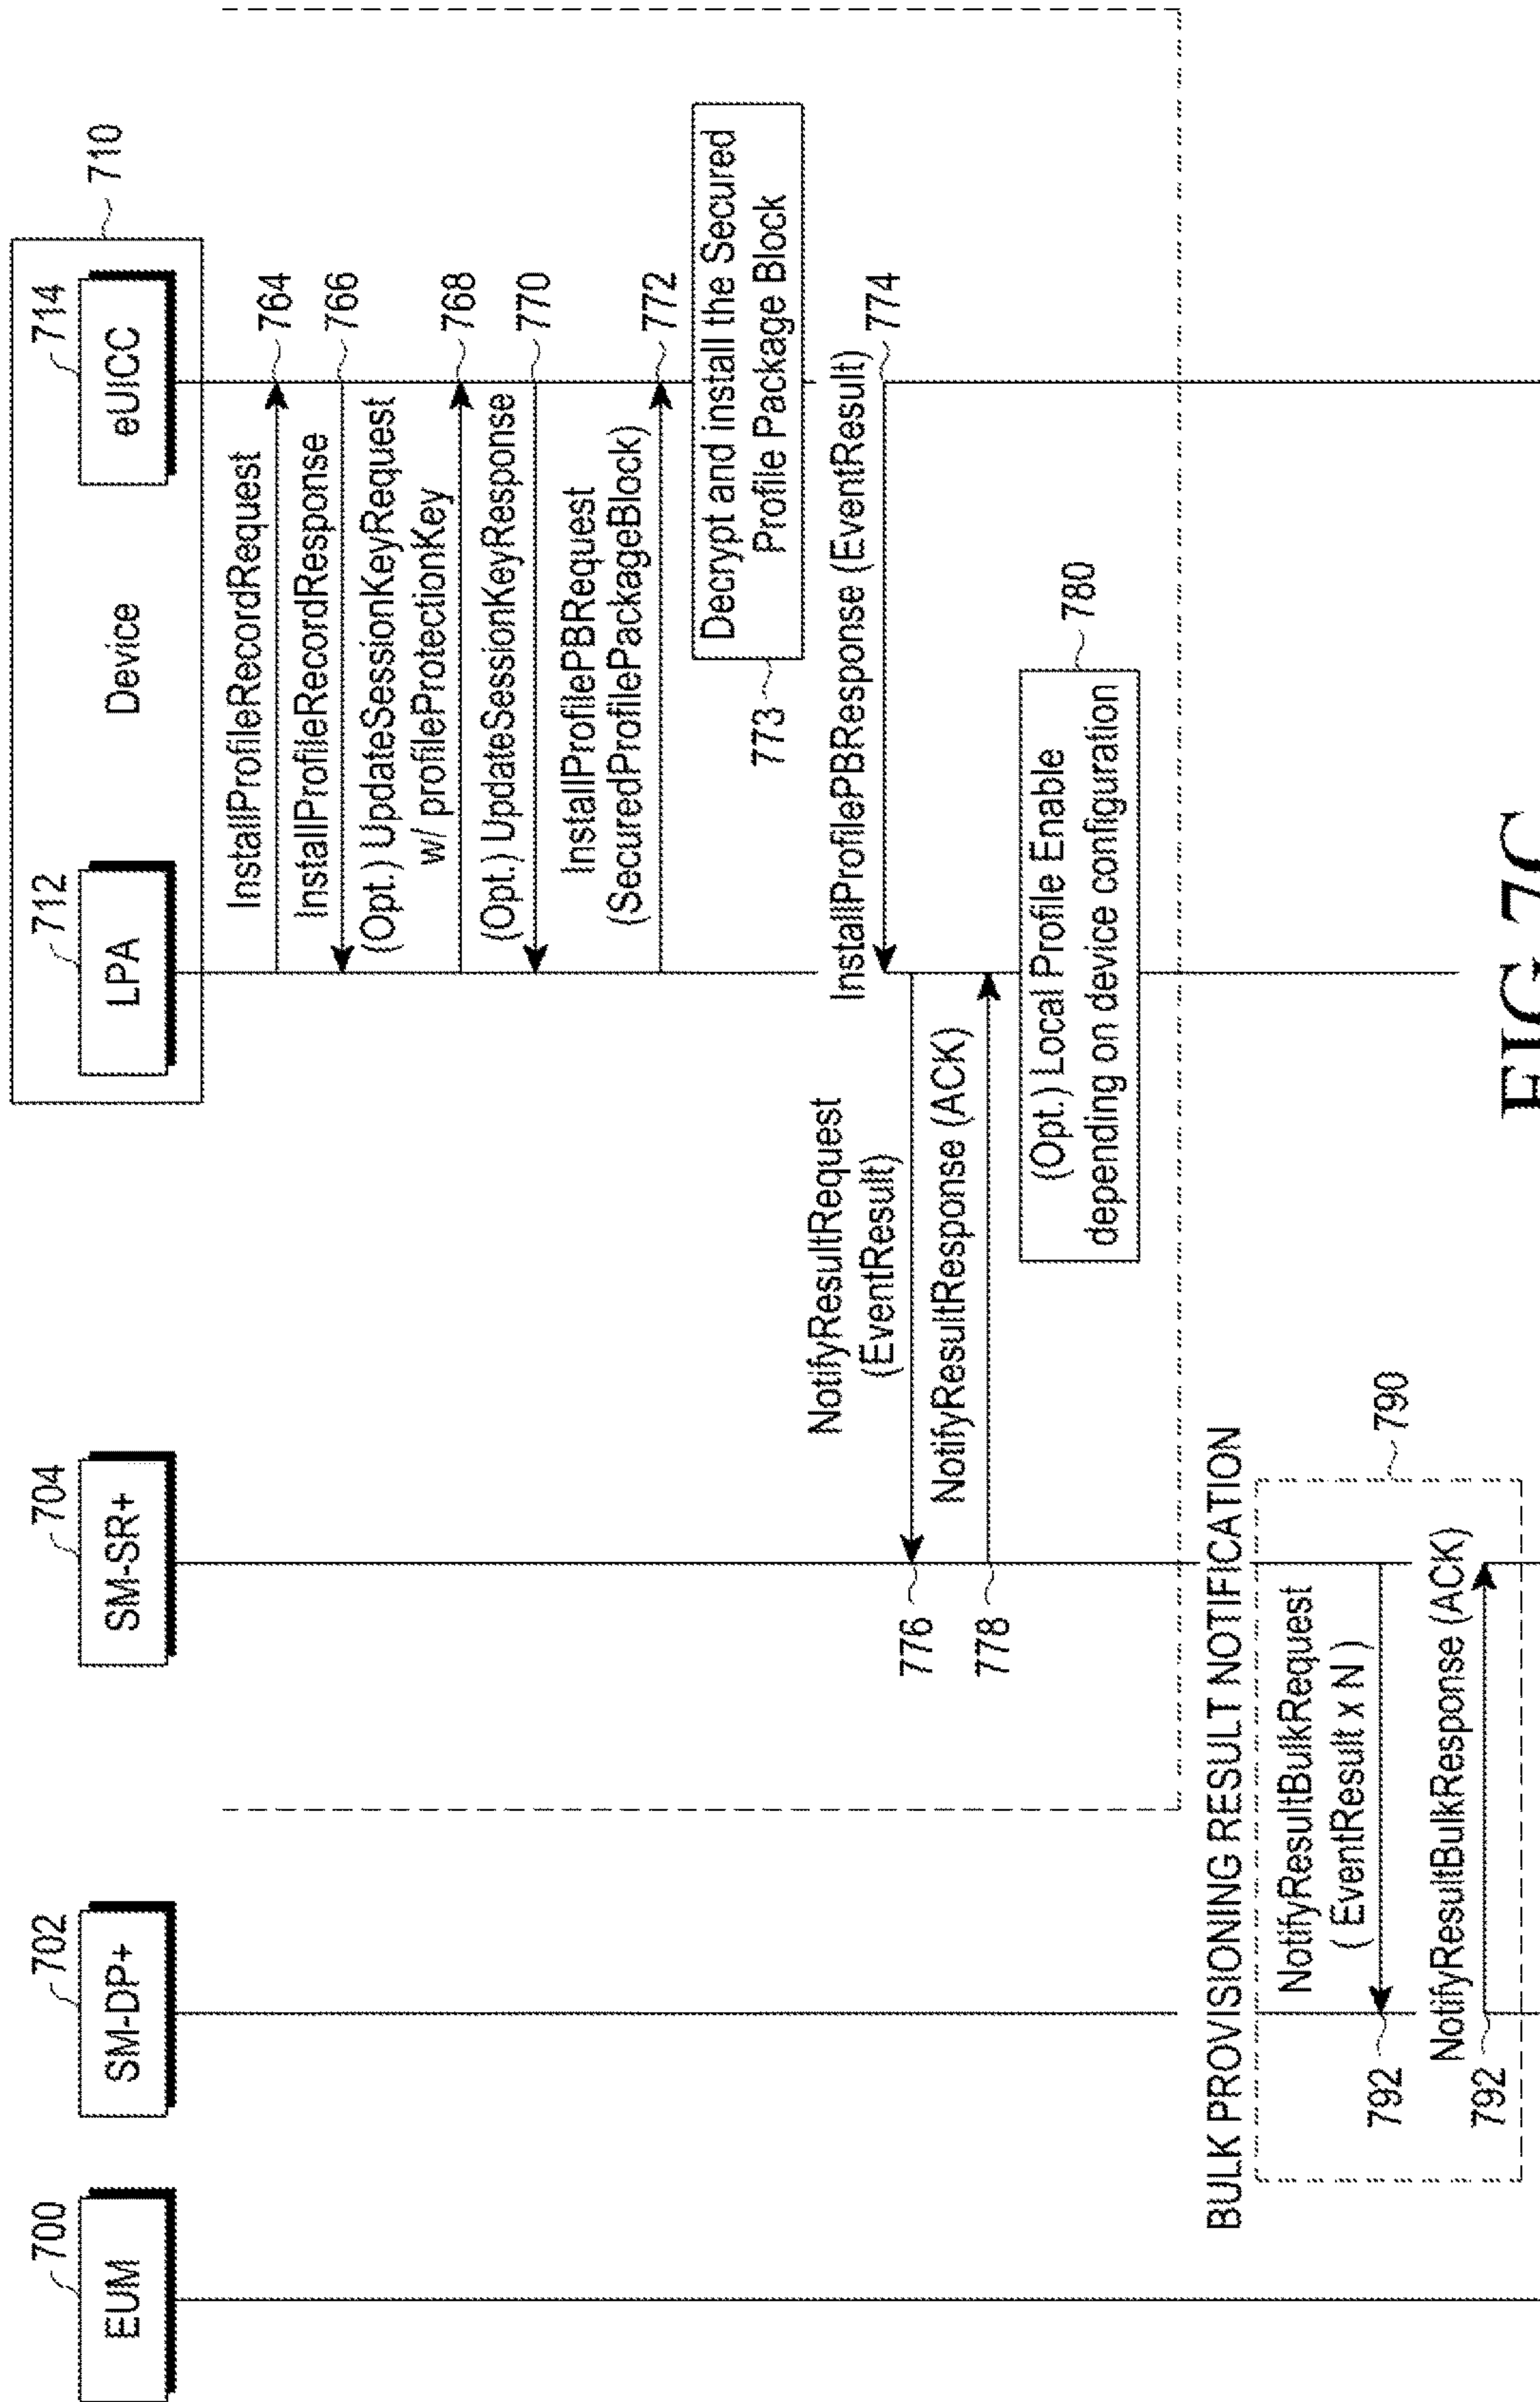 700
EUM
702
SM-DP+
704
SM-SR+
712
LPA
Device
714
eUICC
710
InstallProfileRecordRequest
764
InstallProfileRecordResponse
766
(Opt.) UpdateSessionKeyRequest
w/ profileProtectionKey
768
(Opt.) UpdateSessionKeyResponse
770
InstallProfilePBRequest
(SecuredProfilePackageBlock)
772
Decrypt and install the Secured
Profile Package Block
773
InstallProfilePBResponse (EventResult)
774
NotifyResultRequest
(EventResult)
776
NotifyResultResponse (ACK)
778
(Opt.) Local Profile Enable
depending on device configuration
780
BULK PROVISIONING RESULT NOTIFICATION
790
NotifyResultBulkRequest
( EventResult x N )
792
NotifyResultBulkResponse (ACK)
792
FIG. 7C